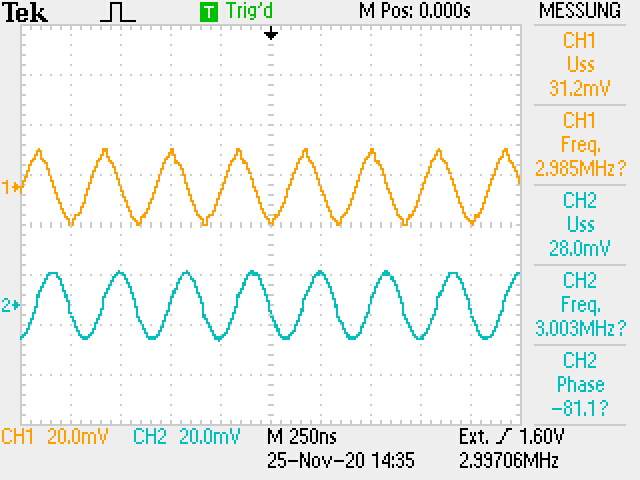 Tek T Trig'd M Pos: 0.000s MESSUNG
CH1
Uss
31.2mV
CH1
Freq.
2.985MHz?
CH2
Uss
28.0mV
CH2
Freq.
3.003MHz?
CH2
Phase
-81.1?
1
2
CH1 20.0mV CH2 20.0mV M 250ns Ext. 1.60V
25-Nov-20 14:35 2.99706MHz